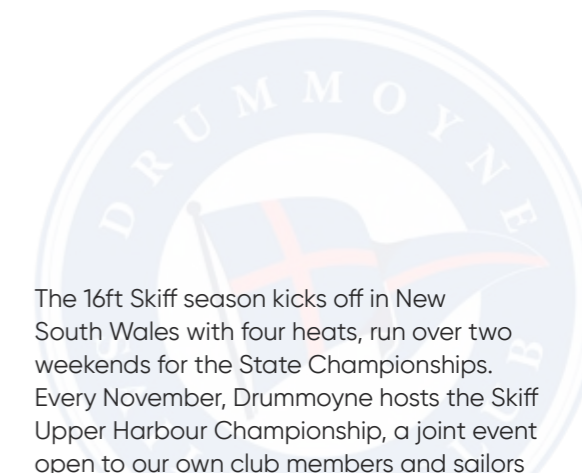 DRUMMOYNE
The 16ft Skiff season kicks off in New
South Wales with four heats, run over two
weekends for the State Championships.
Every November, Drummoyne hosts the Skiff
Upper Harbour Championship, a joint event
open to our own club members and sailors